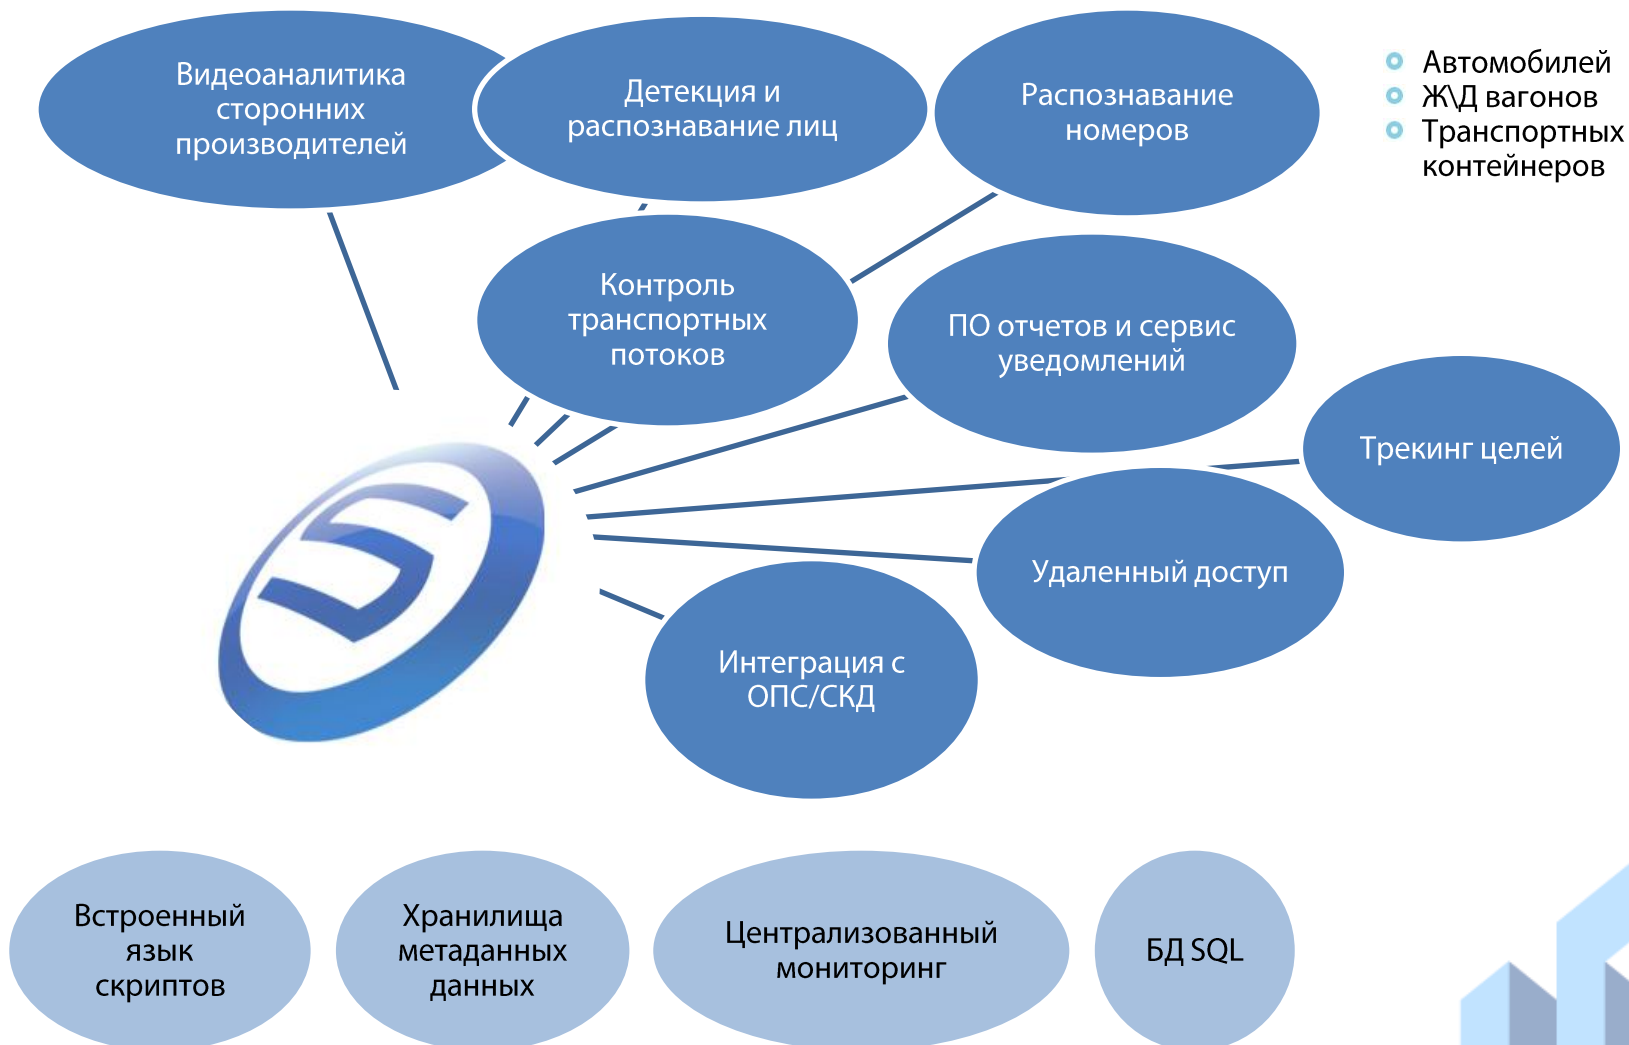 Видеоаналитика
сторонних
производителей
Детекция и
распознавание лиц
Распознавание
номеров
Автомобилей
Ж\Д вагонов
Транспортных
контейнеров
Контроль
транспортных
потоков
ПО отчетов и сервис
уведомлений
Трекинг целей
Удаленный доступ
Интеграция с
ОПС/СКД
Встроенный
язык
скриптов
Хранилища
метаданных
данных
Централизованный
мониторинг
БД SQL